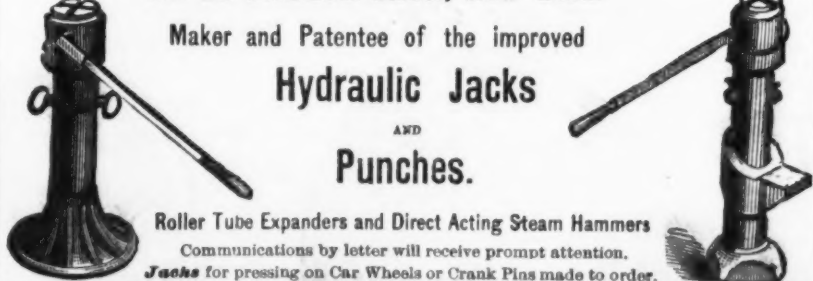 Maker and Patentee of the improved
Hydraulic Jacks
AND
Punches.
Roller Tube Expanders and Direct Acting Steam Hammers
Communications by letter will receive prompt attention.
Jacks for pressing on Car Wheels or Crank Pins made to order.